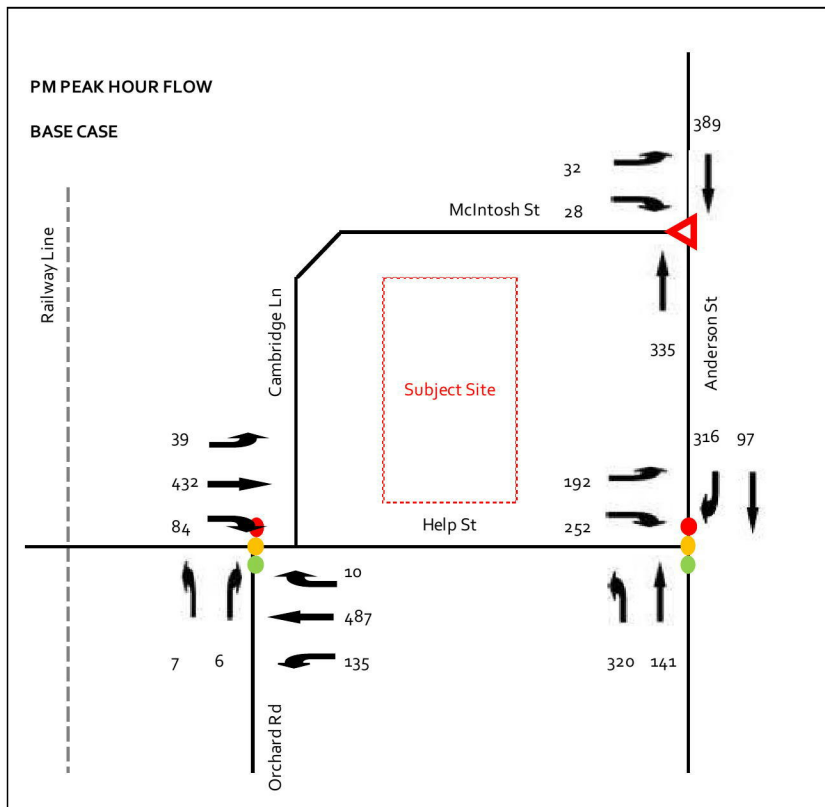 PM PEAK HOUR FLOW
BASE CASE
389
32
28
McIntosh St
Railway Line
Cambridge Ln
Subject Site
335
Anderson St
39
432
84
316 97
192
252
Help St
10
487
135
7 6
320 141
Orchard Rd